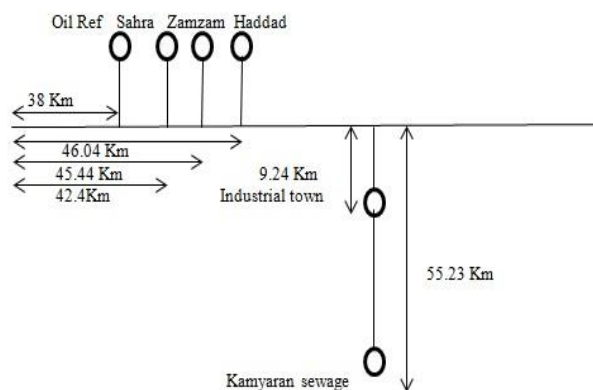 Oil Ref Sahra Zamzam Haddad
38 Km
46.04 Km
45.44 Km
42.4Km
9.24 Km
Industrial town
55.23 Km
Kamyaran sewage